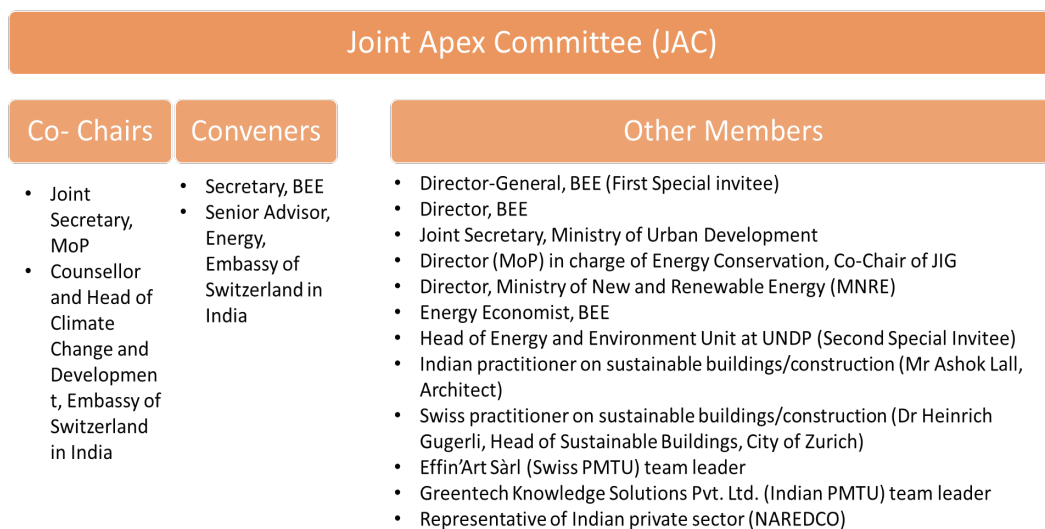 Joint Apex Committee (JAC)
Co- Chairs
• Joint
Secretary,
MoP
• Counsellor
and Head of
Climate
Change and
Developmen
t, Embassy of
Switzerland
in India
Conveners
• Secretary, BEE
• Senior Advisor,
Energy,
Embassy of
Switzerland in
India
Other Members
• Director-General, BEE (First Special invitee)
• Director, BEE
• Joint Secretary, Ministry of Urban Development
• Director (MoP) in charge of Energy Conservation, Co-Chair of JIG
• Director, Ministry of New and Renewable Energy (MNRE)
• Energy Economist, BEE
• Head of Energy and Environment Unit at UNDP (Second Special Invitee)
• Indian practitioner on sustainable buildings/construction (Mr Ashok Lall,
Architect)
• Swiss practitioner on sustainable buildings/construction (Dr Heinrich
Gugerli, Head of Sustainable Buildings, City of Zurich)
• Effin’Art Sàrl (Swiss PMTU) team leader
• Greentech Knowledge Solutions Pvt. Ltd. (Indian PMTU) team leader
• Representative of Indian private sector (NAREDCO)